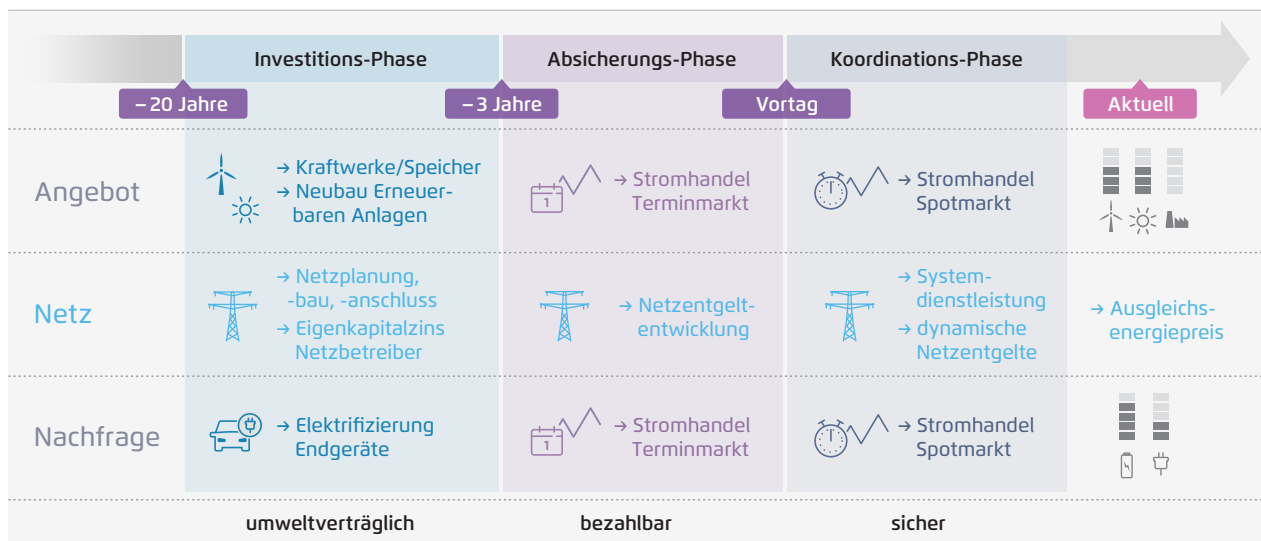 Investitions-Phase
Absicherungs-Phase
Koordinations-Phase
– 20 Jahre
– 3 Jahre
Vortag
Aktuell
Angebot
→ Kraftwerke/Speicher
→ Neubau Erneuer-
baren Anlagen
1
→ Stromhandel
Terminmarkt
→ Stromhandel
Spotmarkt
Netz
→ Netzplanung,
-bau, -anschluss
→ Eigenkapitalzins
Netzbetreiber
→ Netzentgelt-
entwicklung
→ System-
dienstleistung
→ dynamische
Netzentgelte
→ Ausgleichs-
energiepreis
Nachfrage
→ Elektrifizierung
Endgeräte
1
→ Stromhandel
Terminmarkt
→ Stromhandel
Spotmarkt
umweltverträglich
bezahlbar
sicher